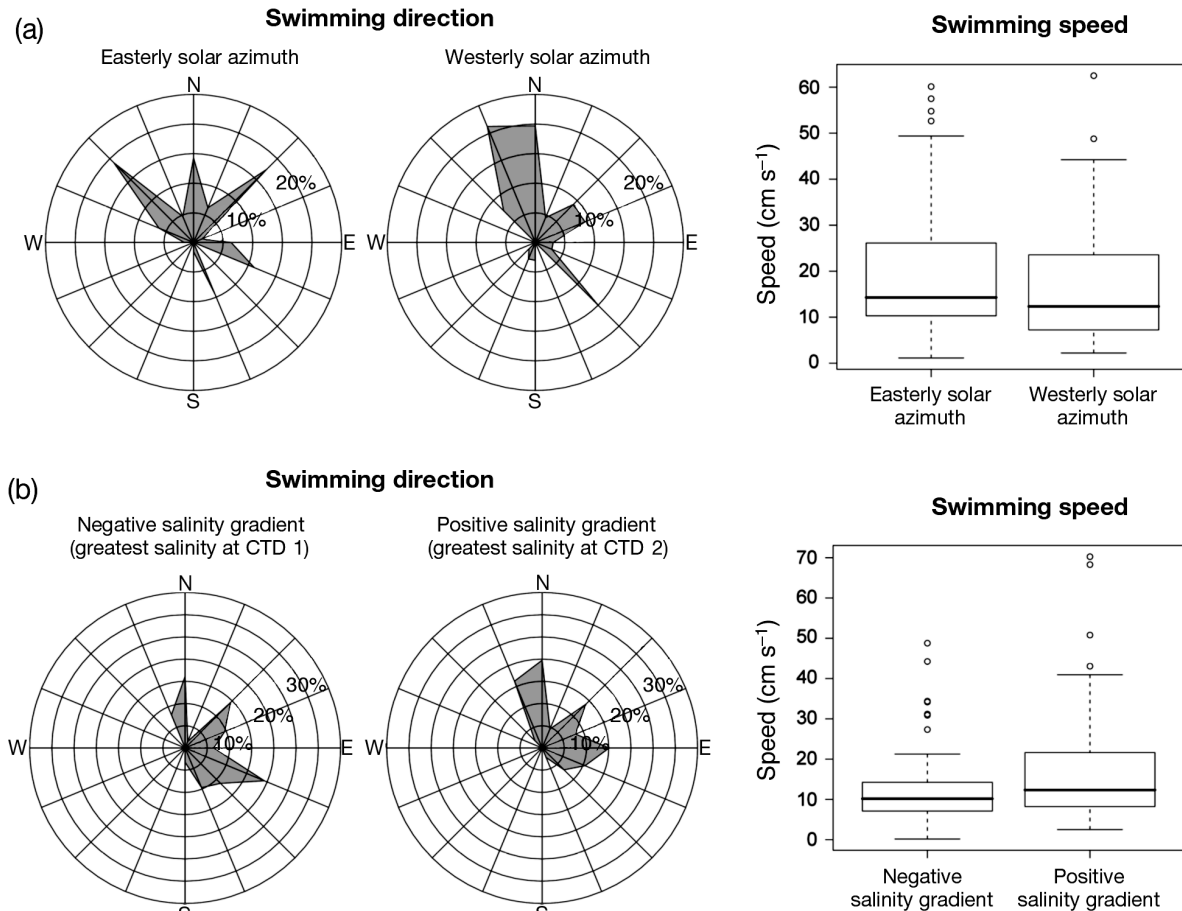 (a)
Swimming direction
Easterly solar azimuth
N
W
E
S
10%
20%
Westerly solar azimuth
N
W
E
S
10%
20%
Swimming speed
Speed (cm s⁻¹)
60
50
40
30
20
10
0
Easterly solar
azimuth
Westerly solar
azimuth
(b)
Swimming direction
Negative salinity gradient
(greatest salinity at CTD 1)
N
W
E
S
10%
20%
30%
Positive salinity gradient
(greatest salinity at CTD 2)
N
W
E
S
10%
20%
30%
Swimming speed
Speed (cm s⁻¹)
70
60
50
40
30
20
10
0
Negative
salinity gradient
Positive
salinity gradient